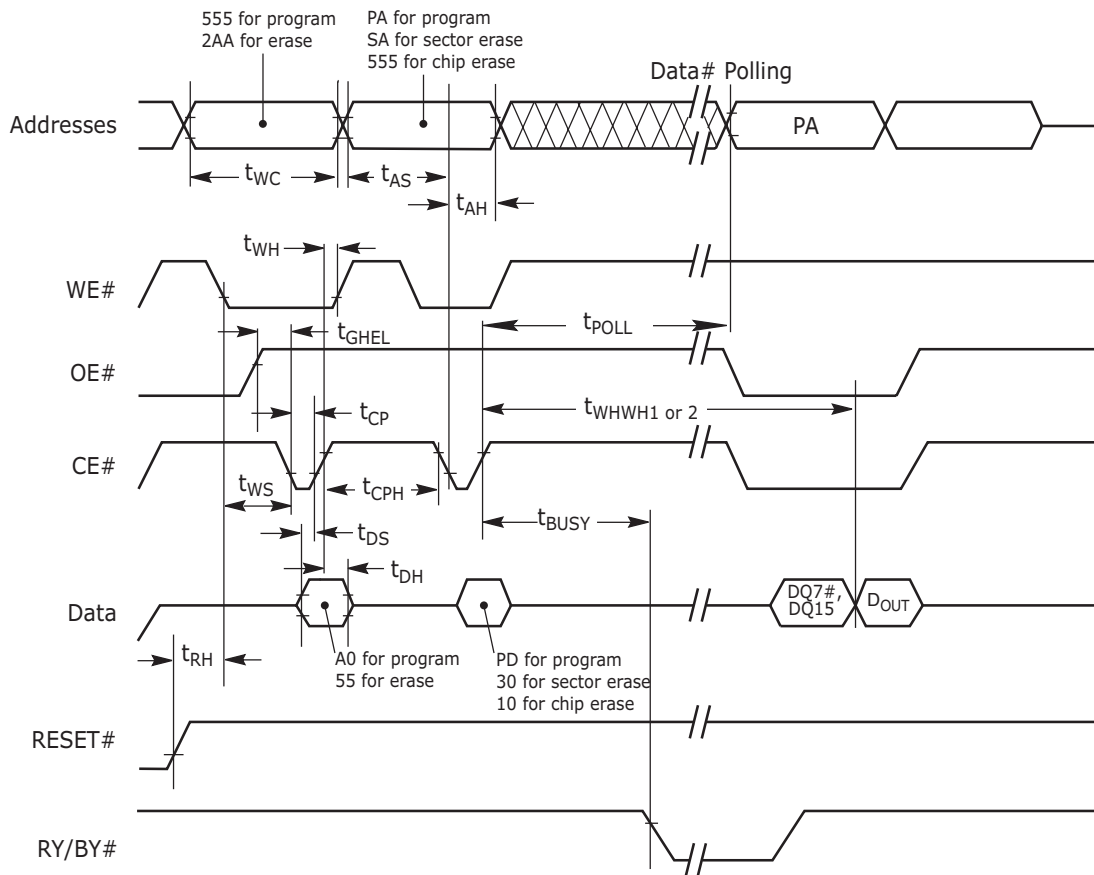 555 for program
2AA for erase
PA for program
SA for sector erase
555 for chip erase
Data# Polling
Addresses
PA
tWC
tAS
tAH
tWH
WE#
tGHEL
tPOLL
OE#
tCP
tWHWH1 or 2
CE#
tWS
tCPH
tBUSY
tDS
tDH
Data
DQ7#,
DQ15
DOUT
tRH
A0 for program
55 for erase
PD for program
30 for sector erase
10 for chip erase
RESET#
RY/BY#